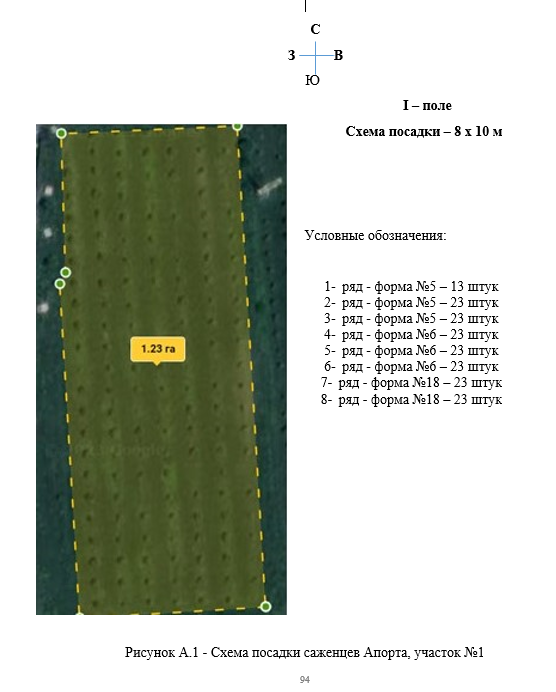 С
З В
Ю
I – поле
Схема посадки – 8 х 10 м
Условные обозначения:
1- ряд - форма №5 – 13 штук
2- ряд - форма №5 – 23 штук
3- ряд - форма №5 – 23 штук
4- ряд - форма №6 – 23 штук
5- ряд - форма №6 – 23 штук
6- ряд - форма №6 – 23 штук
7- ряд - форма №18 – 23 штук
8- ряд - форма №18 – 23 штук
1.23 га
Рисунок А.1 - Схема посадки саженцев Апорта, участок №1
94